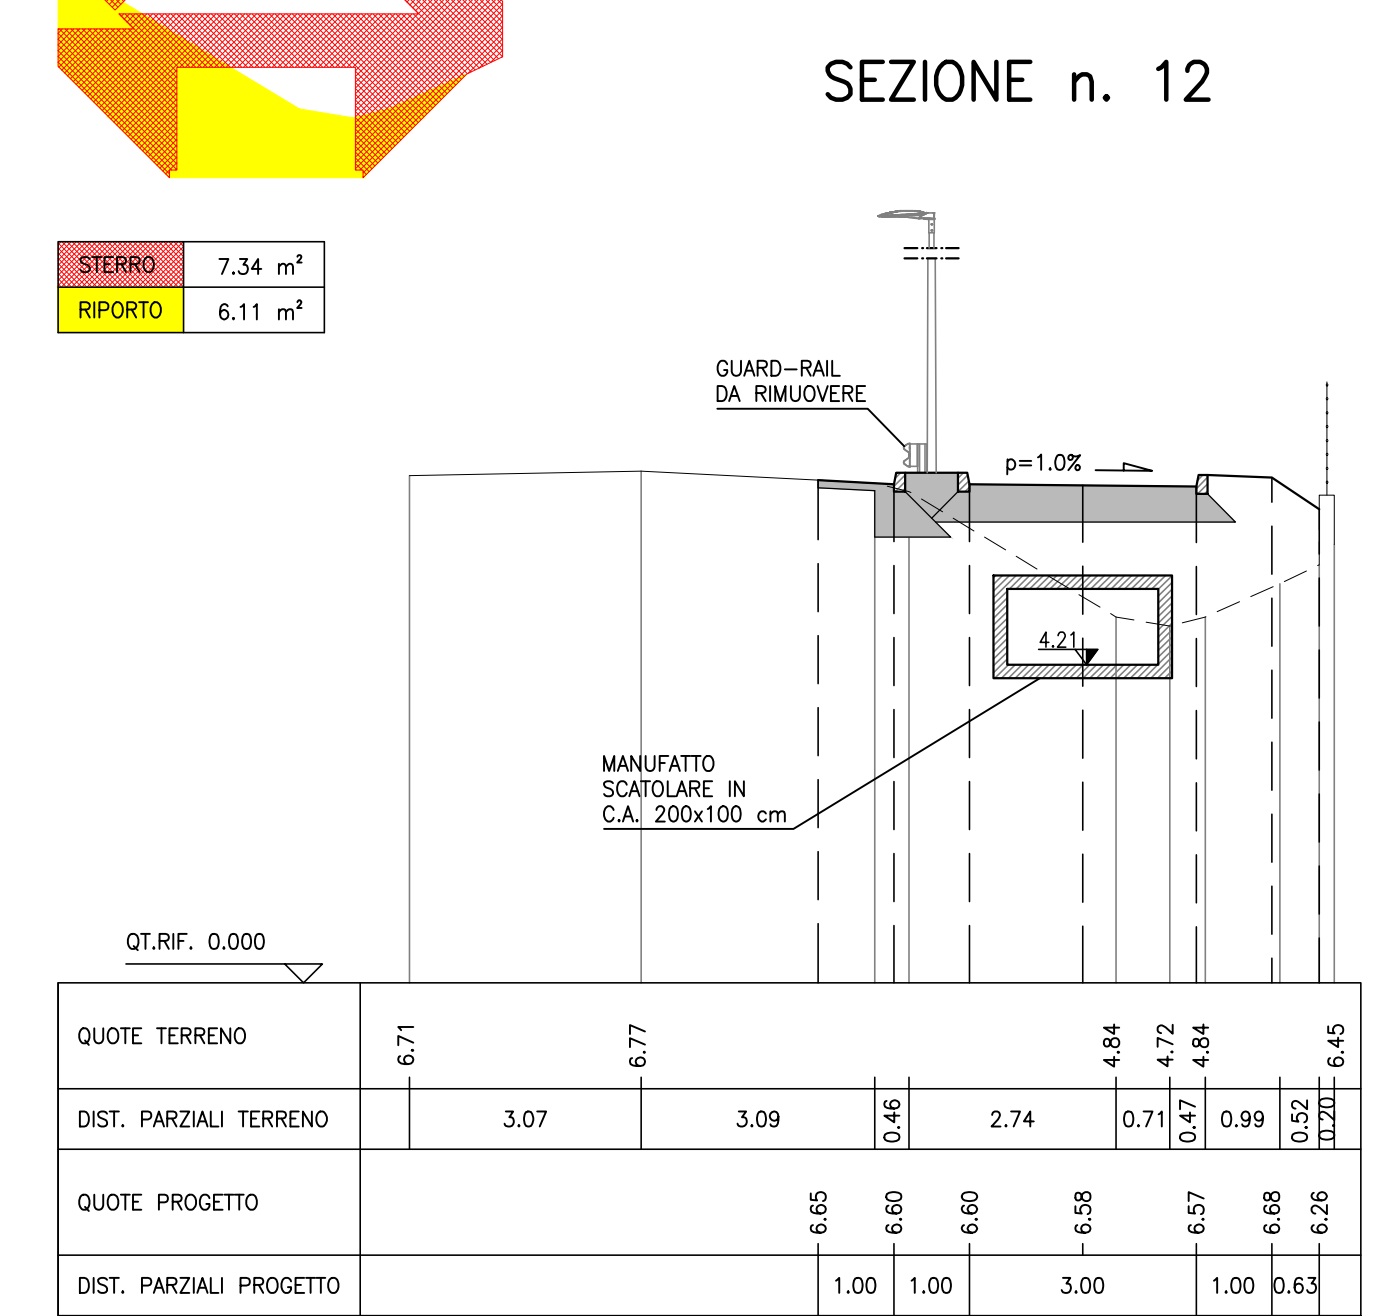 SEZIONE n. 12
STERRO 7.34 m²
RIPORTO 6.11 m²
GUARD-RAIL
DA RIMUOVERE
p=1.0%
4.21
MANUFATTO
SCATOLARE IN
C.A. 200x100 cm
QT.RIF. 0.000
QUOTE TERRENO 6.71 6.77 4.84 4.72 4.84 6.45
DIST. PARZIALI TERRENO 3.07 3.09 0.46 2.74 0.71 0.47 0.99 0.52 0.20
QUOTE PROGETTO 6.65 6.60 6.60 6.58 6.57 6.68 6.26
DIST. PARZIALI PROGETTO 1.00 1.00 3.00 1.00 0.63